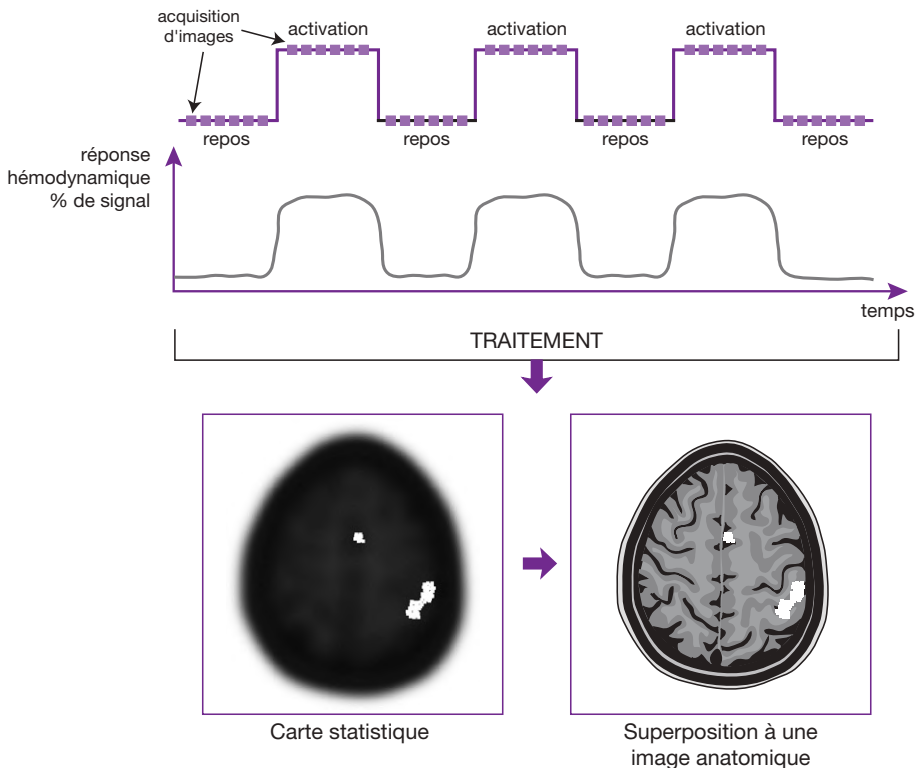 acquisition
d'images
activation
activation
activation
repos
repos
repos
repos
réponse
hémodynamique
% de signal
temps
TRAITEMENT
Carte statistique
Superposition à une
image anatomique